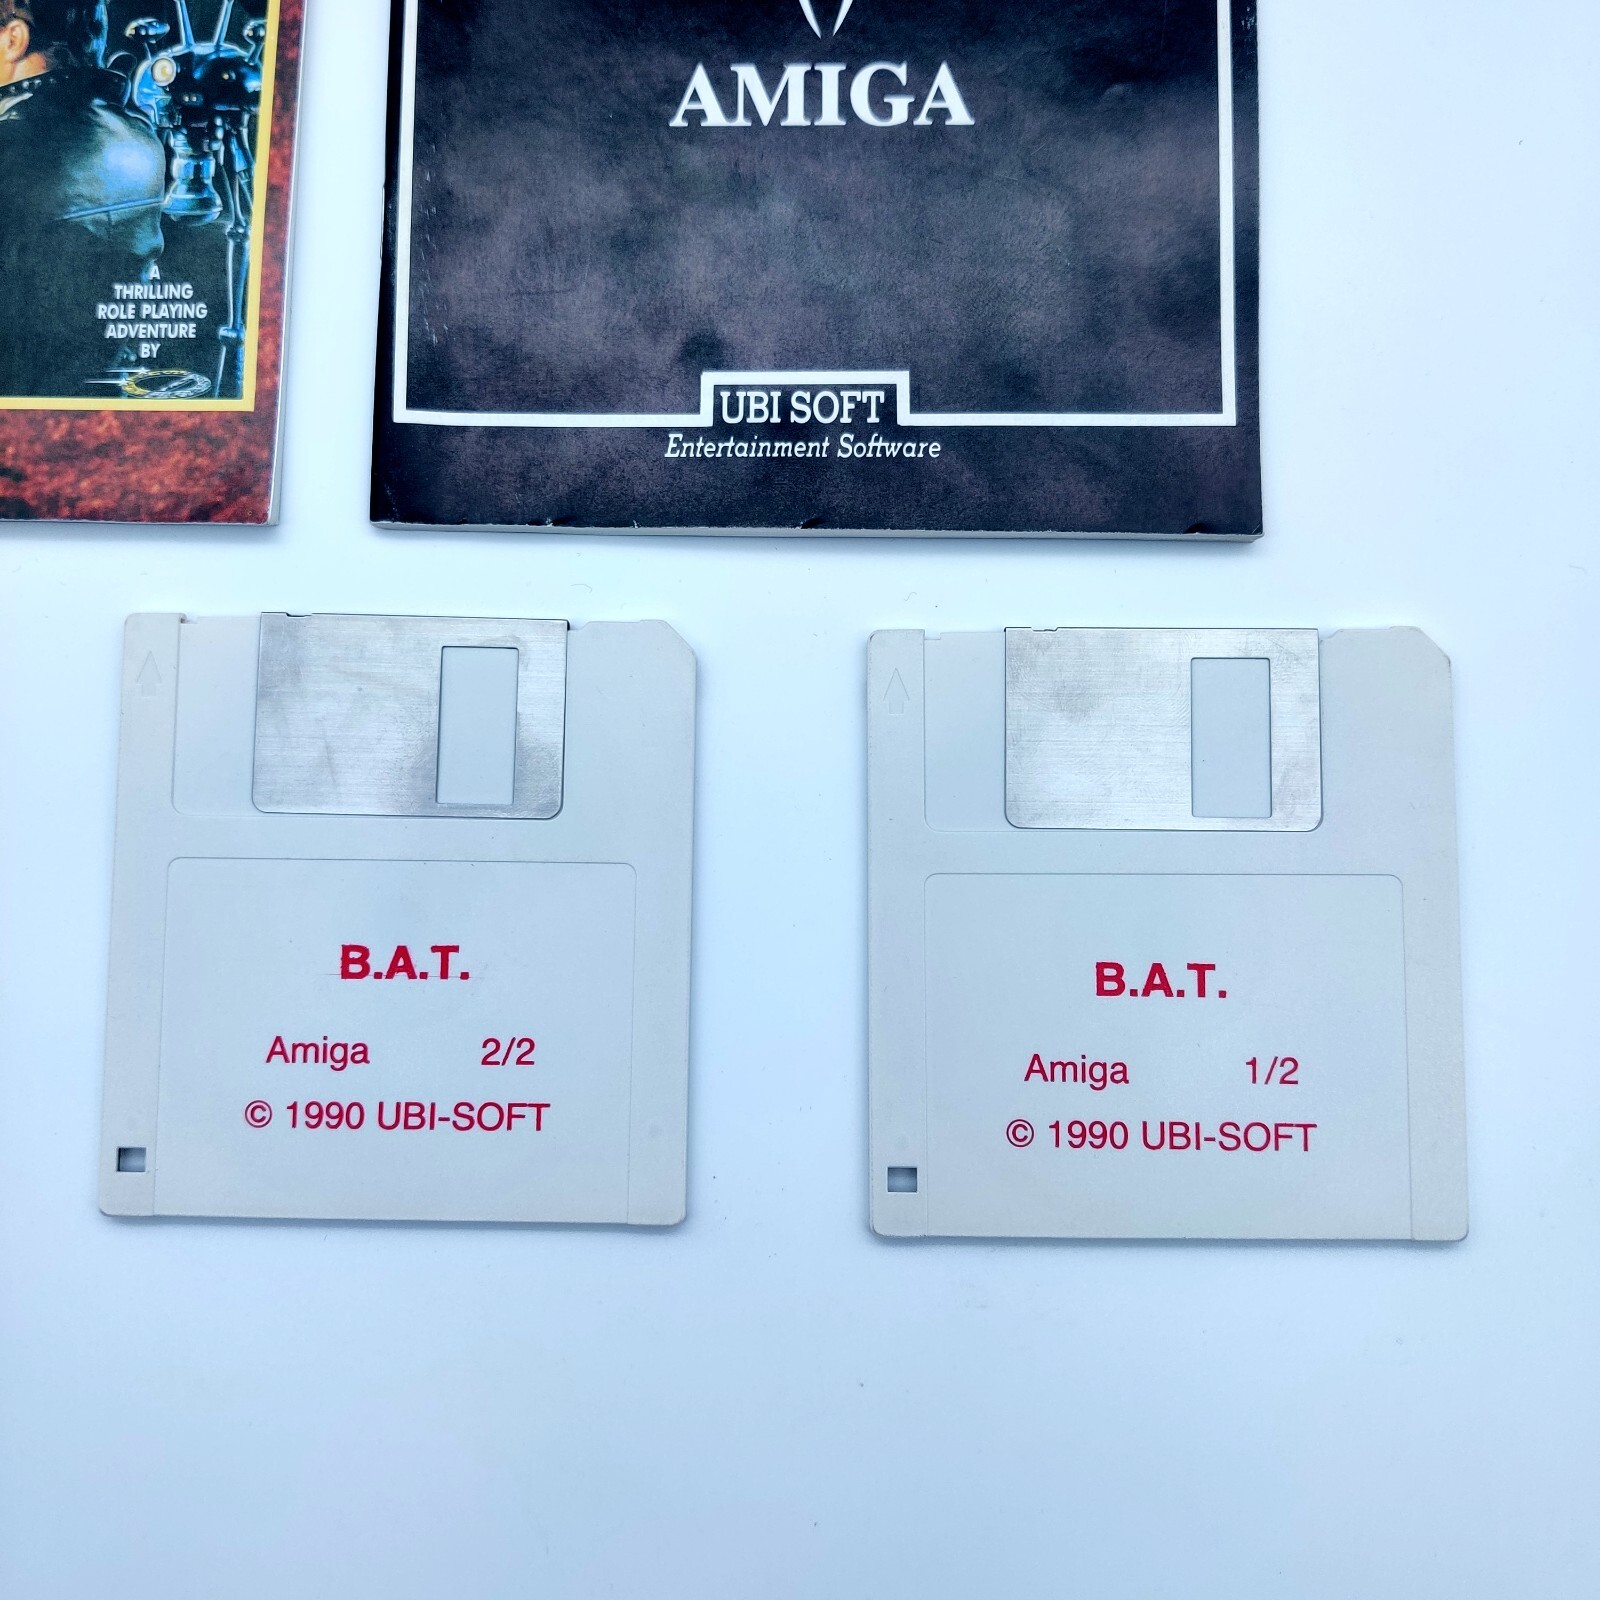 A
THRILLING
ROLE PLAYING
ADVENTURE
BY
AMIGA
UBI SOFT
Entertainment Software
B.A.T.
Amiga 2/2
© 1990 UBI-SOFT
B.A.T.
Amiga 1/2
© 1990 UBI-SOFT